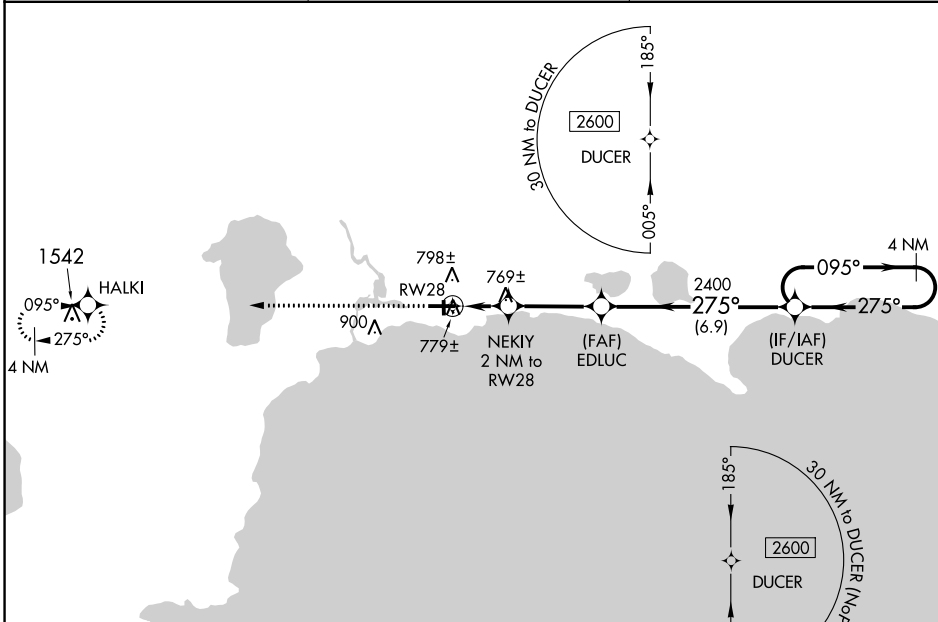 185°
30 NM to DUCER
2600
DUCER
005°
1542
HALKI
095°
275°
4 NM
798±
RW28
769±
900
779±
NEKIY
2 NM to
RW28
(FAF)
EDLUC
2400
275°
(6.9)
(IF/IAF)
DUCER
095°
4 NM
275°
185°
30 NM to DUCER (NoP
2600
DUCER